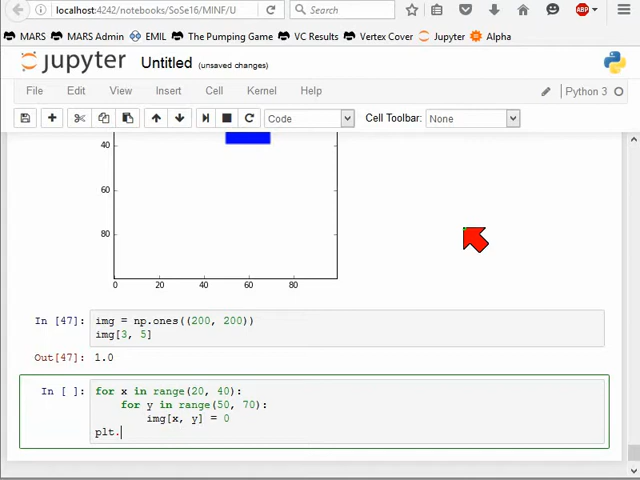 localhost:4242/notebooks/SoSe16/MINF/U
Search
ABP
MARS MARS Admin EMIL The Pumping Game VC Results Vertex Cover Jupyter Alpha
jupyter Untitled (unsaved changes)
File Edit View Insert Cell Kernel Help Python 3
Code Cell Toolbar: None
40
60
80
0 20 40 60 80
In [47]: img = np.ones((200, 200))
img[3, 5]
Out[47]: 1.0
In [ ]: for x in range(20, 40):
for y in range(50, 70):
img[x, y] = 0
plt.